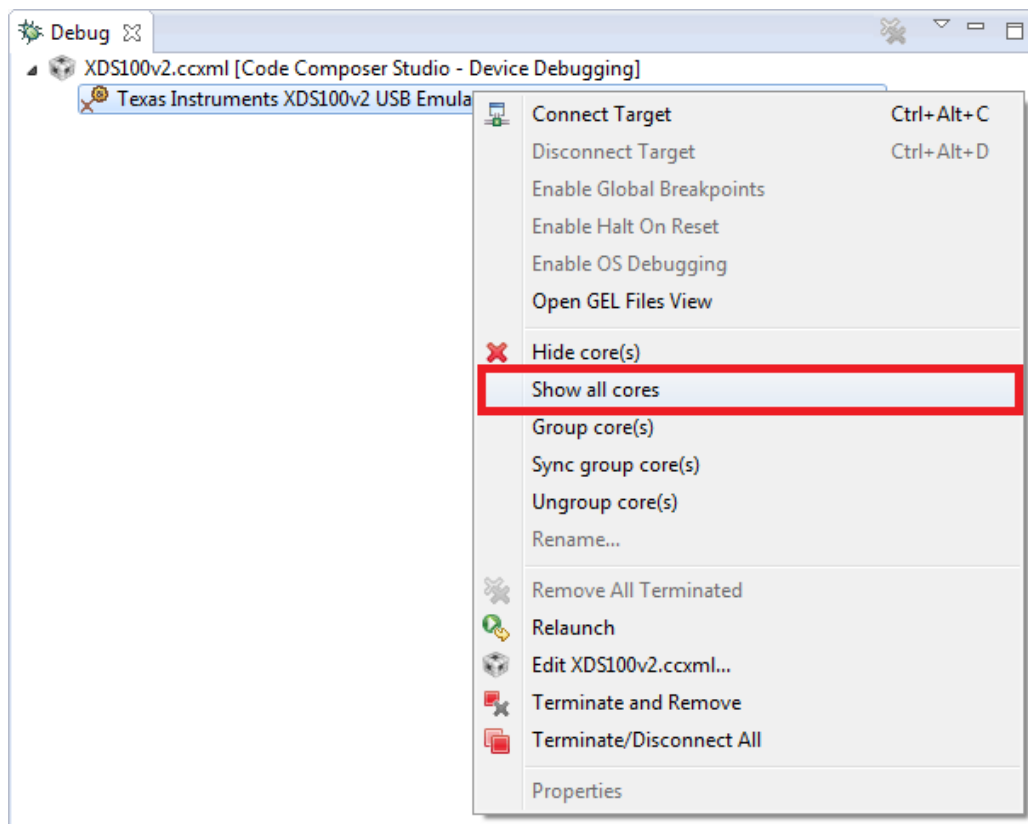 Debug
XDS100v2.ccxml [Code Composer Studio - Device Debugging]
Texas Instruments XDS100v2 USB Emula
Connect Target Ctrl+Alt+C
Disconnect Target Ctrl+Alt+D
Enable Global Breakpoints
Enable Halt On Reset
Enable OS Debugging
Open GEL Files View
Hide core(s)
Show all cores
Group core(s)
Sync group core(s)
Ungroup core(s)
Rename...
Remove All Terminated
Relaunch
Edit XDS100v2.ccxml...
Terminate and Remove
Terminate/Disconnect All
Properties